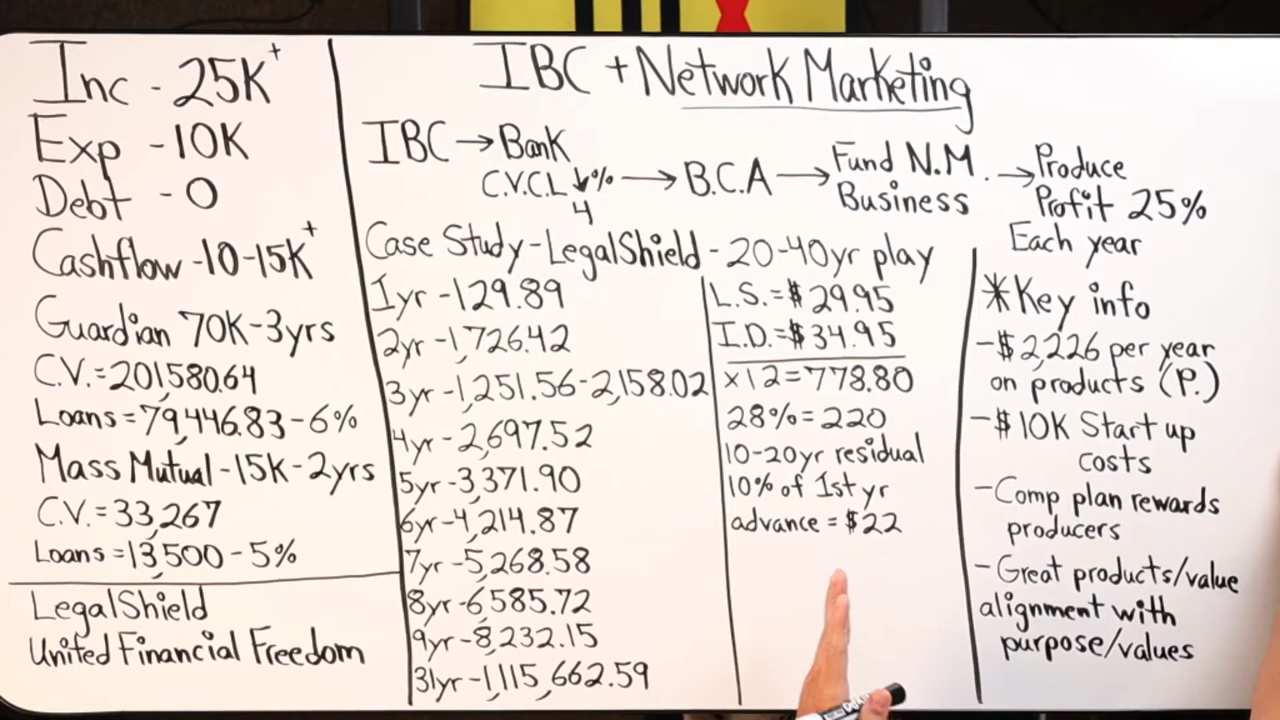 Inc - 25K+
Exp - 10K
Debt - 0
Cashflow - 10-15K+
Guardian 70K - 3yrs
C.V. = 201,580.64
Loans = 79,446.83 - 6%
Mass Mutual - 15K - 2yrs
C.V. = 33,267
Loans = 13,500 - 5%
LegalShield
United Financial Freedom
IBC + Network Marketing
IBC → Bank
C.V.C.L ↓% → B.C.A → Fund N.M. → Produce
4
Business
Profit 25%
Each year
Case Study - LegalShield - 20-40yr play
1yr - 129.89
2yr - 1,726.42
3yr - 1,251.56 - 2,158.02
4yr - 2,697.52
5yr - 3,371.90
6yr - 4,214.87
7yr - 5,268.58
8yr - 6,585.72
9yr - 8,232.15
31yr - 1,115,662.59
L.S. = $29.95
I.D. = $34.95
x12 = 778.80
28% = 220
10-20yr residual
10% of 1st yr
advance = $22
*Key info
- $2,226 per year
on products (P.)
- $10K Start up
costs
- Comp plan rewards
producers
- Great products/value
alignment with
purpose/values